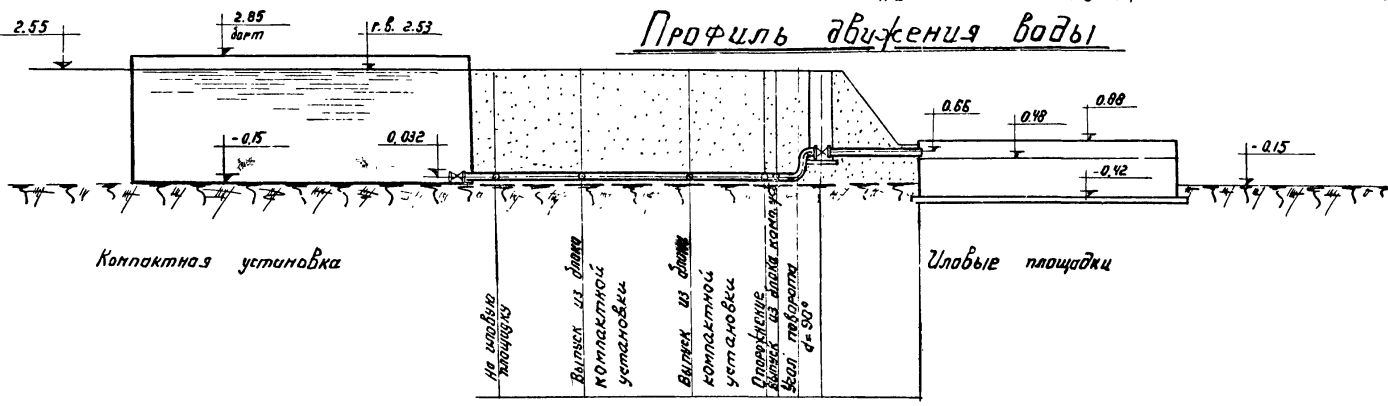 Профиль движения воды
2.55
2.85
борт
г.в. 2.53
-0,15
0,032
0.66
0.48
0.88
-0.42
-0.15
Компактная установка
Иловые площадки
На иловую
площадку
Выпуск из блока
компактной
установки
Выпуск из блока
компактной
установки
Опорожнение
Выпуск из блока комп. уст.
Угол поворота
d=90°